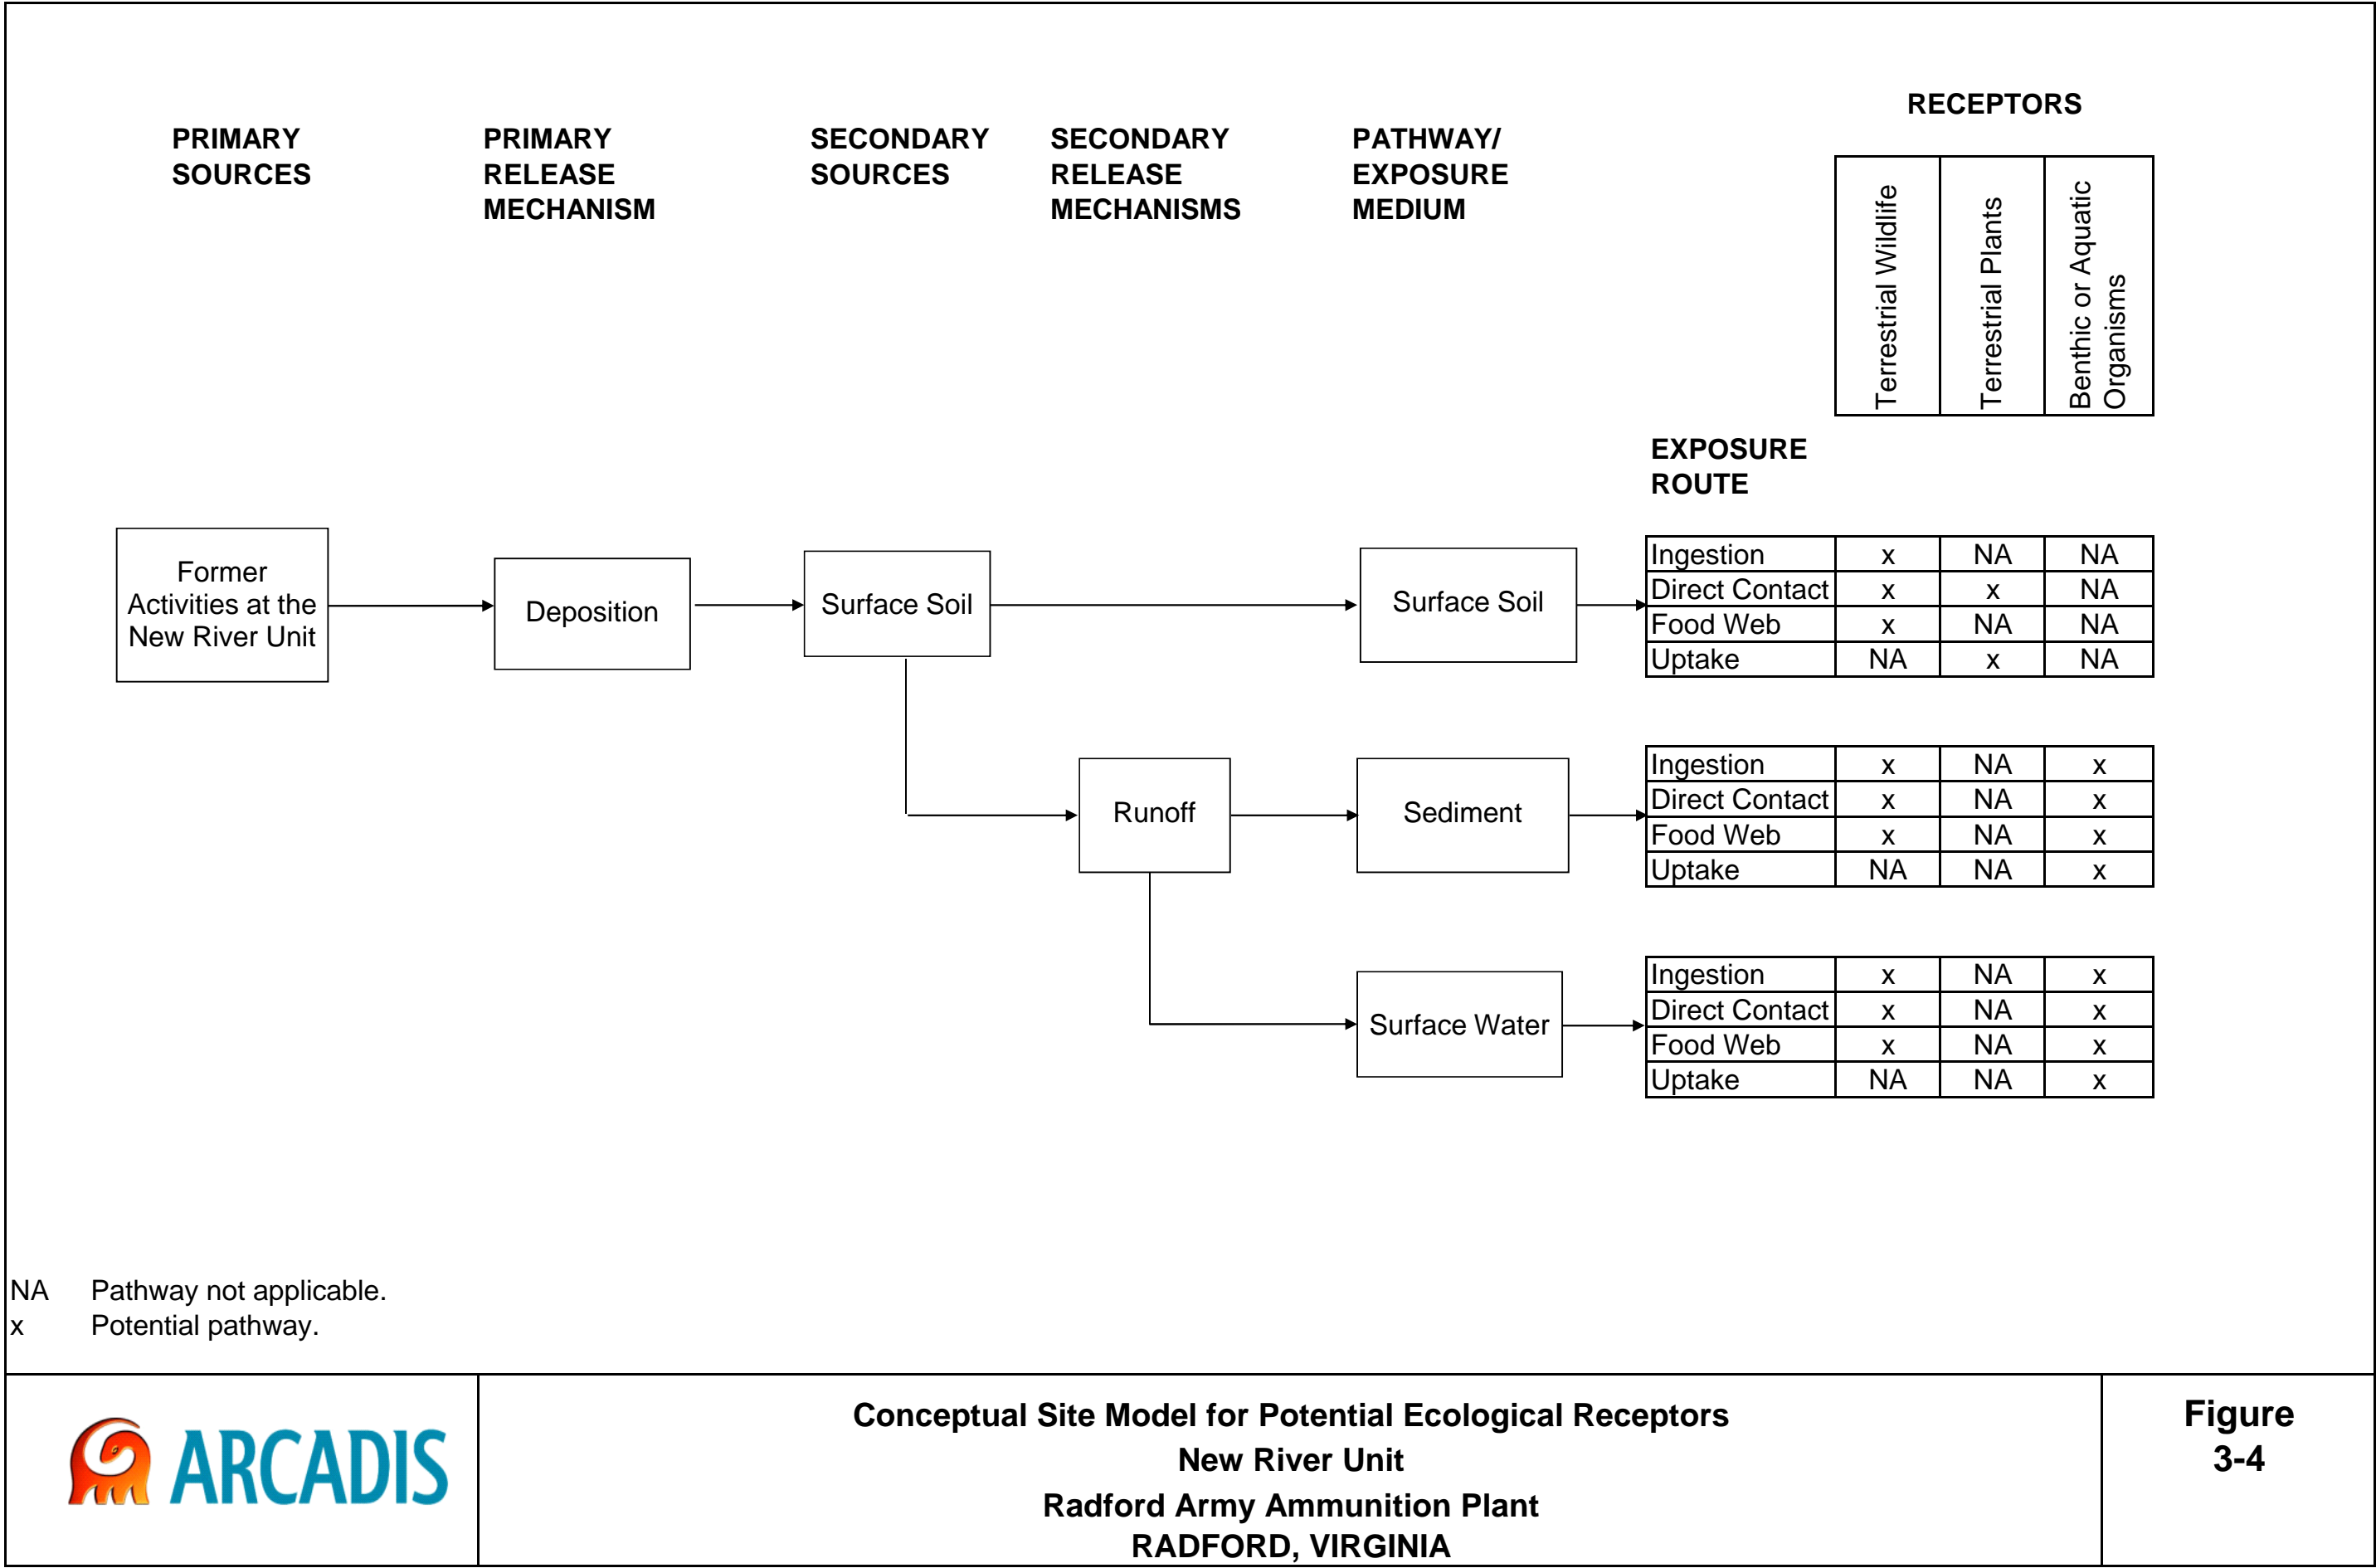 RECEPTORS
PRIMARY
SOURCES
PRIMARY
RELEASE
MECHANISM
SECONDARY
SOURCES
SECONDARY
RELEASE
MECHANISMS
PATHWAY/
EXPOSURE
MEDIUM
Terrestrial Wildlife
Terrestrial Plants
Benthic or Aquatic
Organisms
EXPOSURE
ROUTE
Former
Activities at the
New River Unit
Deposition
Surface Soil
Surface Soil
Ingestion x NA NA
Direct Contact x x NA
Food Web x NA NA
Uptake NA x NA
Runoff
Sediment
Ingestion x NA x
Direct Contact x NA x
Food Web x NA x
Uptake NA NA x
Surface Water
Ingestion x NA x
Direct Contact x NA x
Food Web x NA x
Uptake NA NA x
NA Pathway not applicable.
x Potential pathway.
ARCADIS
Conceptual Site Model for Potential Ecological Receptors
New River Unit
Radford Army Ammunition Plant
RADFORD, VIRGINIA
Figure
3-4